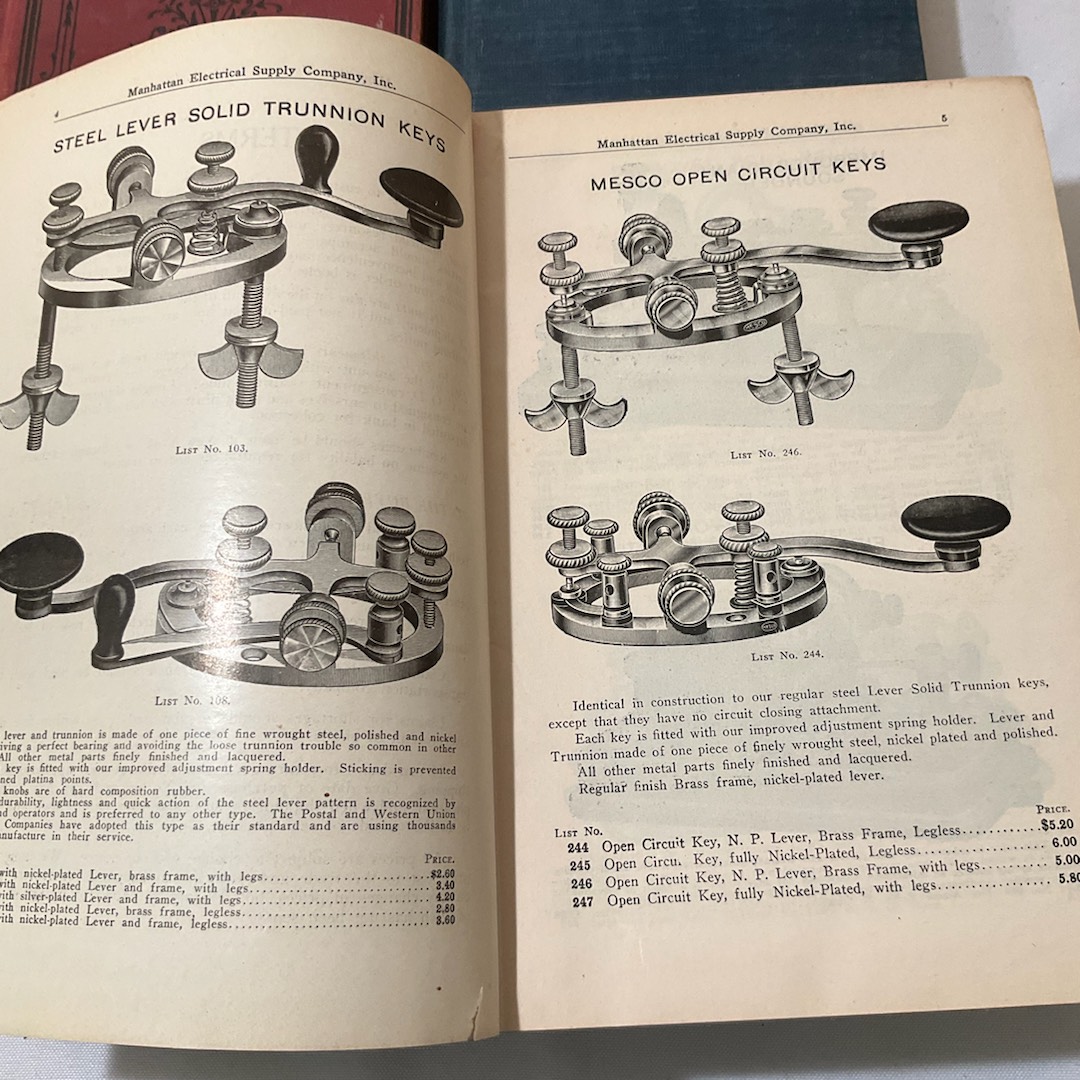 4
Manhattan Electrical Supply Company, Inc.
STEEL LEVER SOLID TRUNNION KEYS
LIST No. 103.
LIST No. 108.
lever and trunnion is made of one piece of fine wrought steel, polished and nickel
iving a perfect bearing and avoiding the loose trunnion trouble so common in other
All other metal parts finely finished and lacquered.
key is fitted with our improved adjustment spring holder. Sticking is prevented
ned platina points.
knobs are of hard composition rubber.
durability, lightness and quick action of the steel lever pattern is recognized by
nd operators and is preferred to any other type. The Postal and Western Union
Companies have adopted this type as their standard and are using thousands
nufacture in their service.
PRICE.
with nickel-plated Lever, brass frame, with legs $2.60
with nickel-plated Lever and frame, with legs 3.40
with silver-plated Lever and frame, with legs 4.20
with nickel-plated Lever, brass frame, legless 2.80
with nickel-plated Lever and frame, legless 3.60
Manhattan Electrical Supply Company, Inc.
5
MESCO OPEN CIRCUIT KEYS
MESCO
LIST No. 246.
MESCO
LIST No. 244.
Identical in construction to our regular steel Lever Solid Trunnion keys,
except that they have no circuit closing attachment.
Each key is fitted with our improved adjustment spring holder. Lever and
Trunnion made of one piece of finely wrought steel, nickel plated and polished.
All other metal parts finely finished and lacquered.
Regular finish Brass frame, nickel-plated lever.
LIST No. PRICE.
244 Open Circuit Key, N. P. Lever, Brass Frame, Legless $5.20
245 Open Circu. Key, fully Nickel-Plated, Legless 6.00
246 Open Circuit Key, N. P. Lever, Brass Frame, with legs 5.00
247 Open Circuit Key, fully Nickel-Plated, with legs 5.80